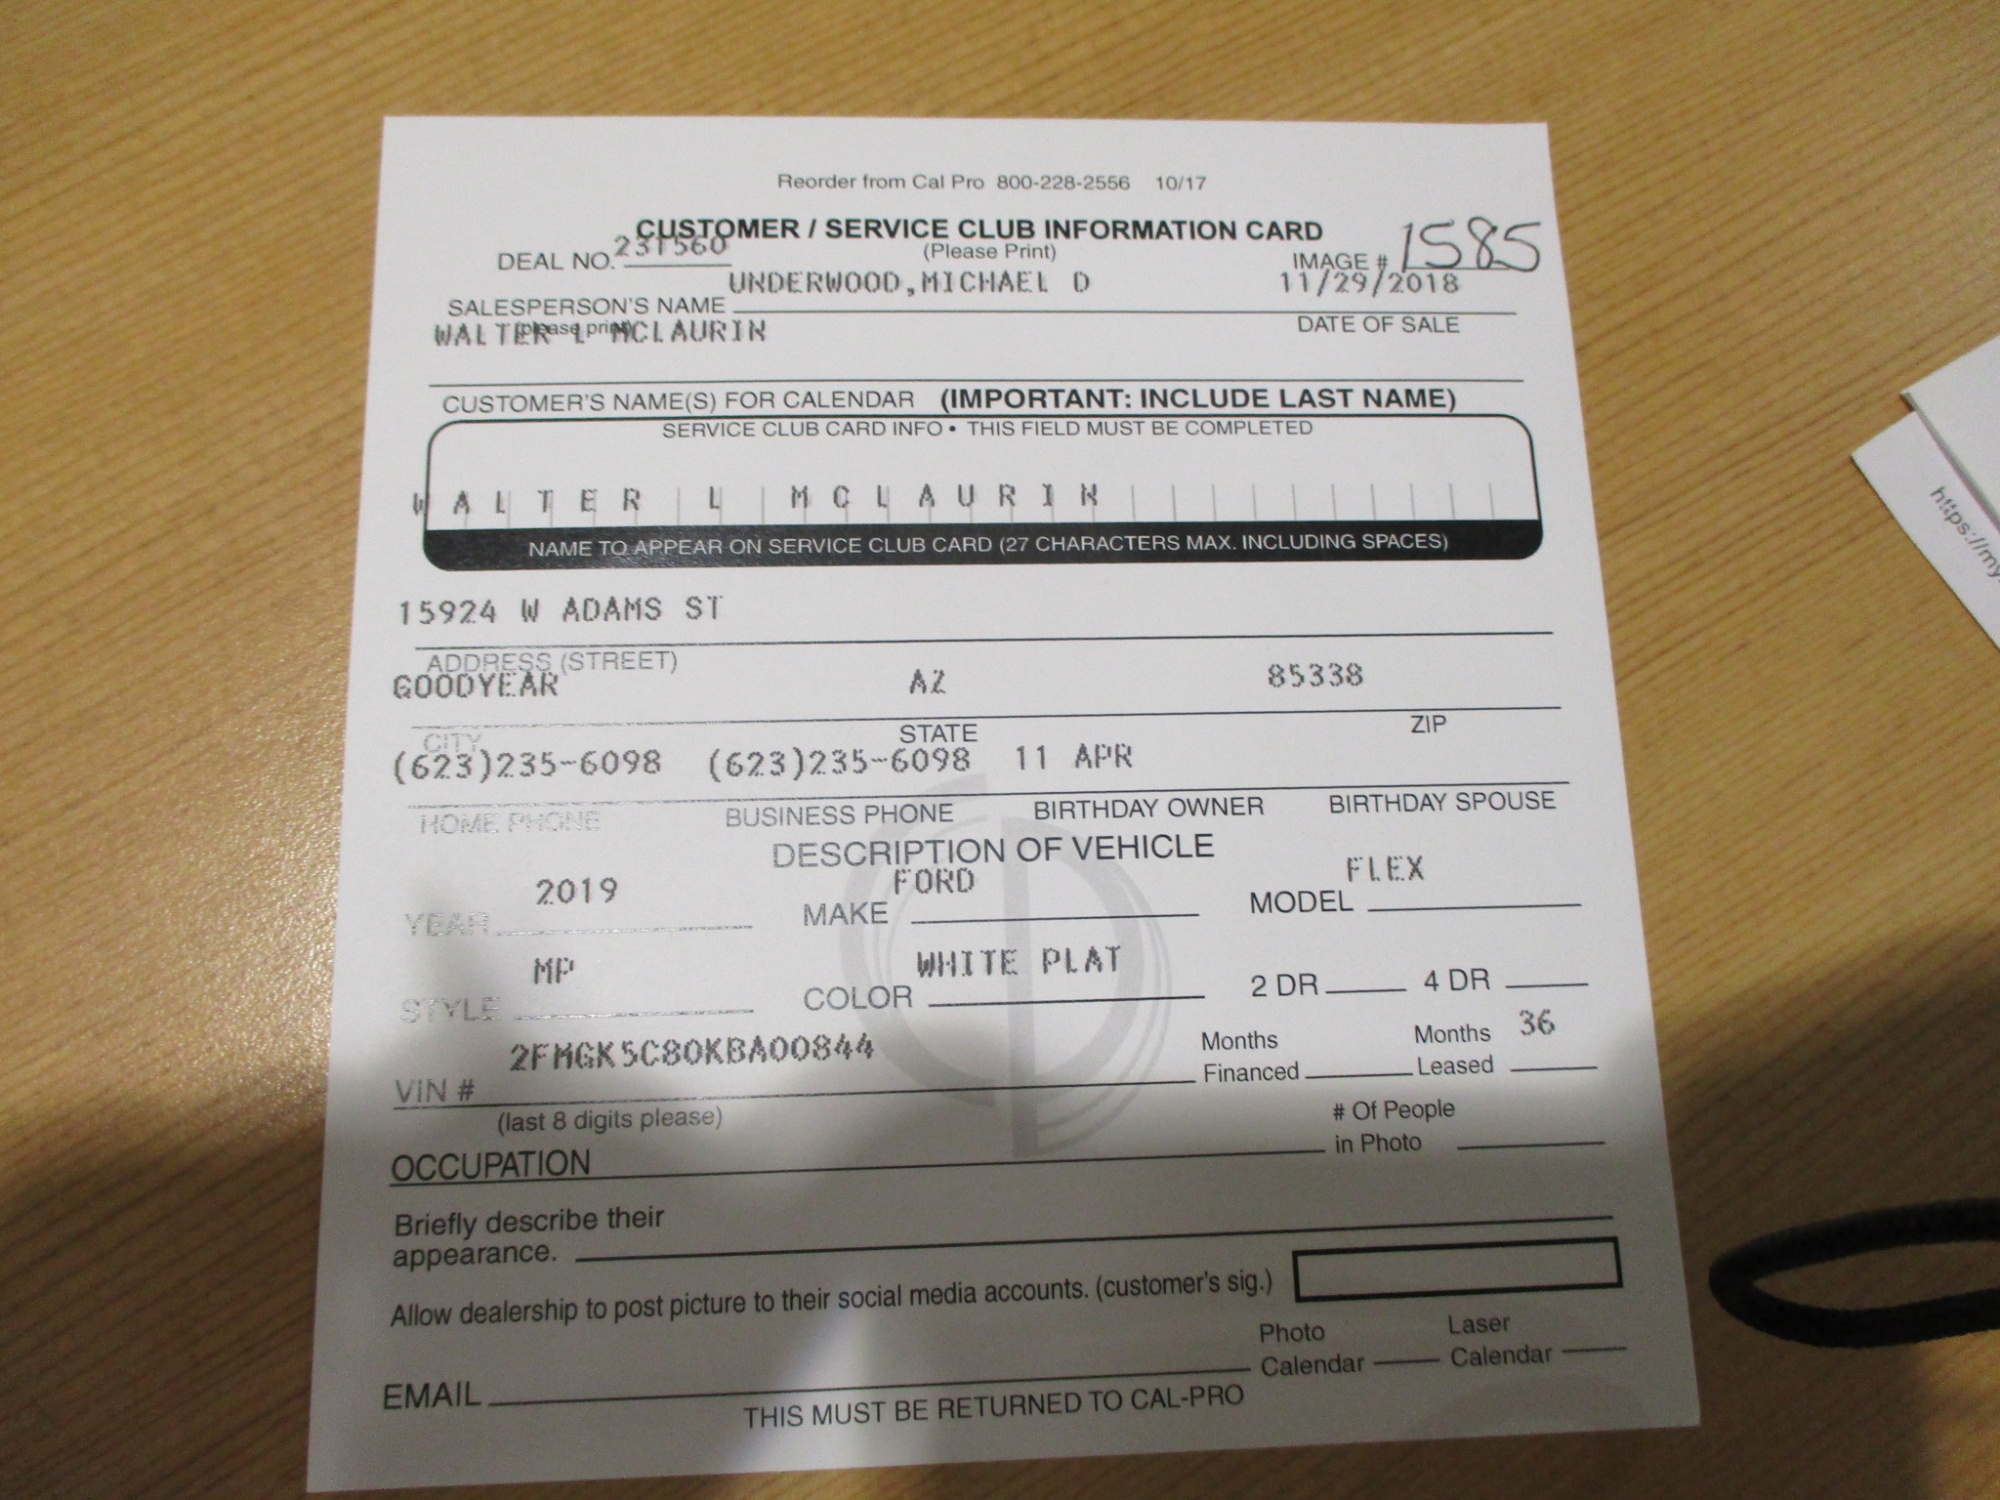 Reorder from Cal Pro 800-228-2556 10/17
CUSTOMER / SERVICE CLUB INFORMATION CARD
DEAL NO. 231560 (Please Print) IMAGE # 1585
UNDERWOOD,MICHAEL D 11/29/2018
SALESPERSON'S NAME
(please print) DATE OF SALE
WALTER L MCLAURIN
CUSTOMER'S NAME(S) FOR CALENDAR (IMPORTANT: INCLUDE LAST NAME)
SERVICE CLUB CARD INFO • THIS FIELD MUST BE COMPLETED
WALTER L MCLAURIN
NAME TO APPEAR ON SERVICE CLUB CARD (27 CHARACTERS MAX. INCLUDING SPACES)
15924 W ADAMS ST
ADDRESS (STREET)
GOODYEAR AZ 85338
CITY STATE ZIP
(623)235-6098 (623)235-6098 11 APR
HOME PHONE BUSINESS PHONE BIRTHDAY OWNER BIRTHDAY SPOUSE
DESCRIPTION OF VEHICLE
2019 FORD FLEX
YEAR MAKE MODEL
MP WHITE PLAT
STYLE COLOR 2 DR 4 DR
2FMGK5C80KBA00844 Months Months 36
VIN # Financed Leased
(last 8 digits please) # Of People
OCCUPATION in Photo
Briefly describe their
appearance.
Allow dealership to post picture to their social media accounts. (customer's sig.)
Photo Laser
EMAIL Calendar Calendar
THIS MUST BE RETURNED TO CAL-PRO
https://my